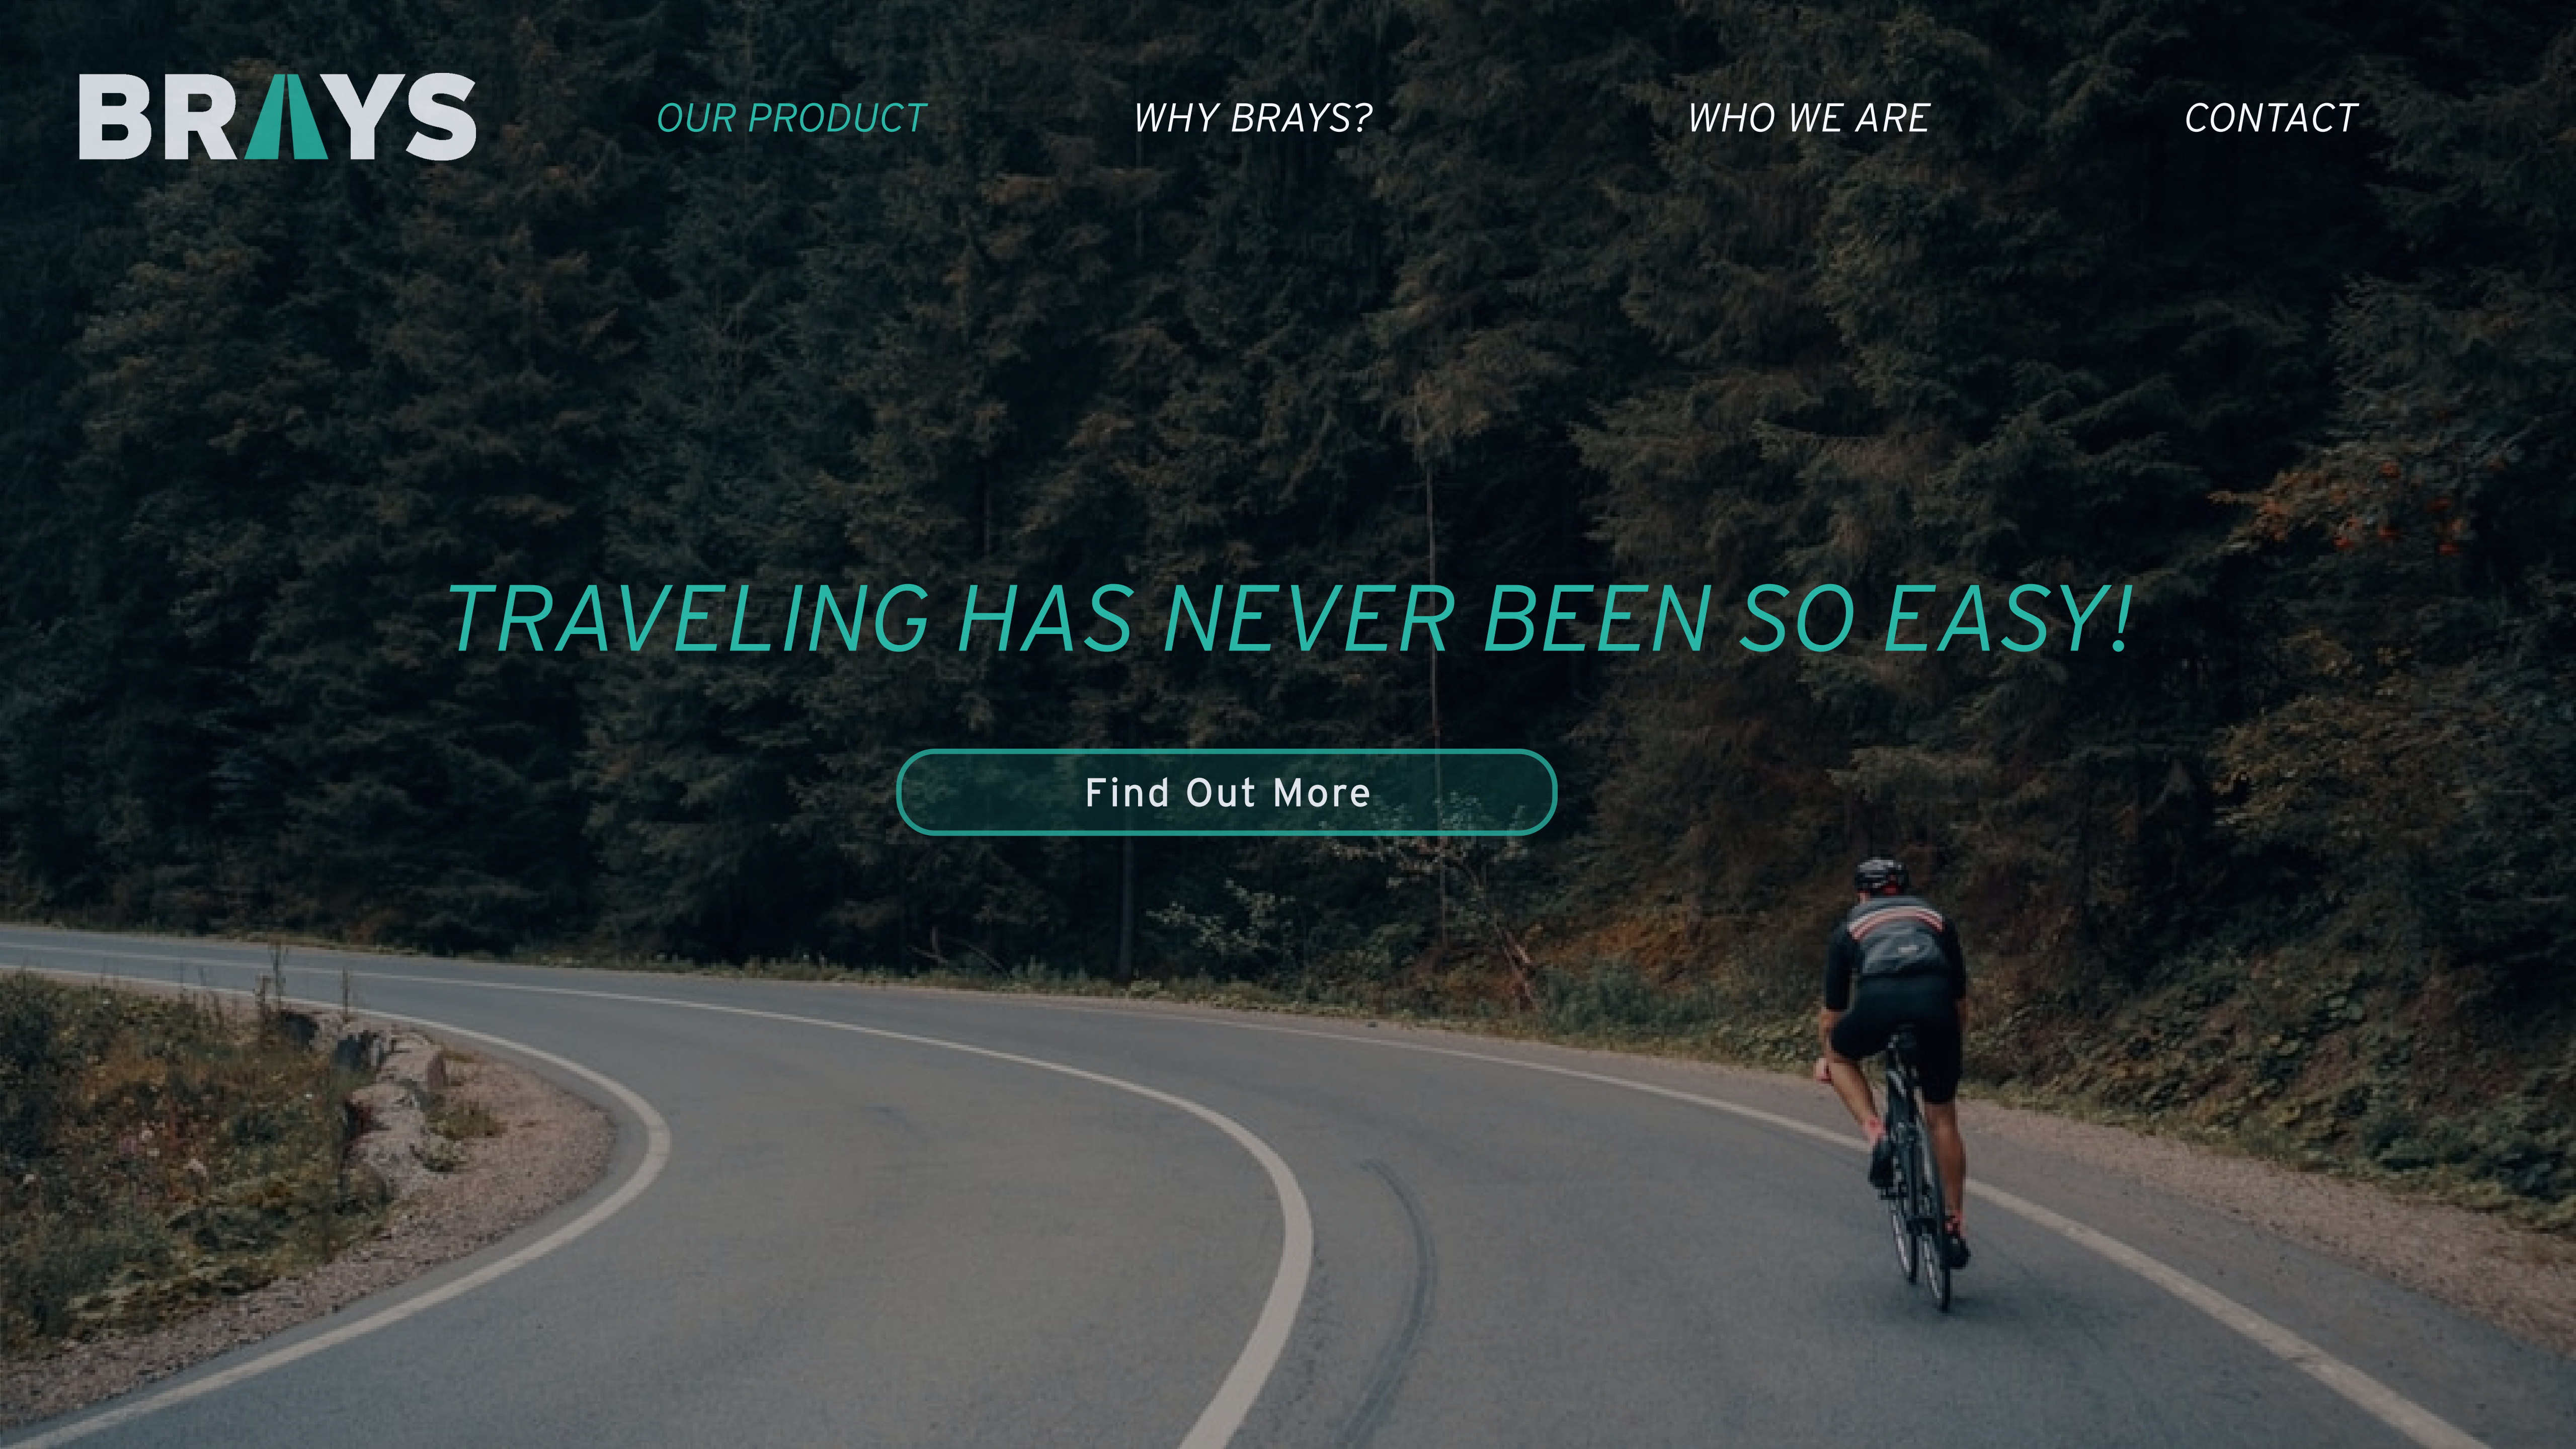 BRAYS
OUR PRODUCT
WHY BRAYS?
WHO WE ARE
CONTACT
TRAVELING HAS NEVER BEEN SO EASY!
Find Out More